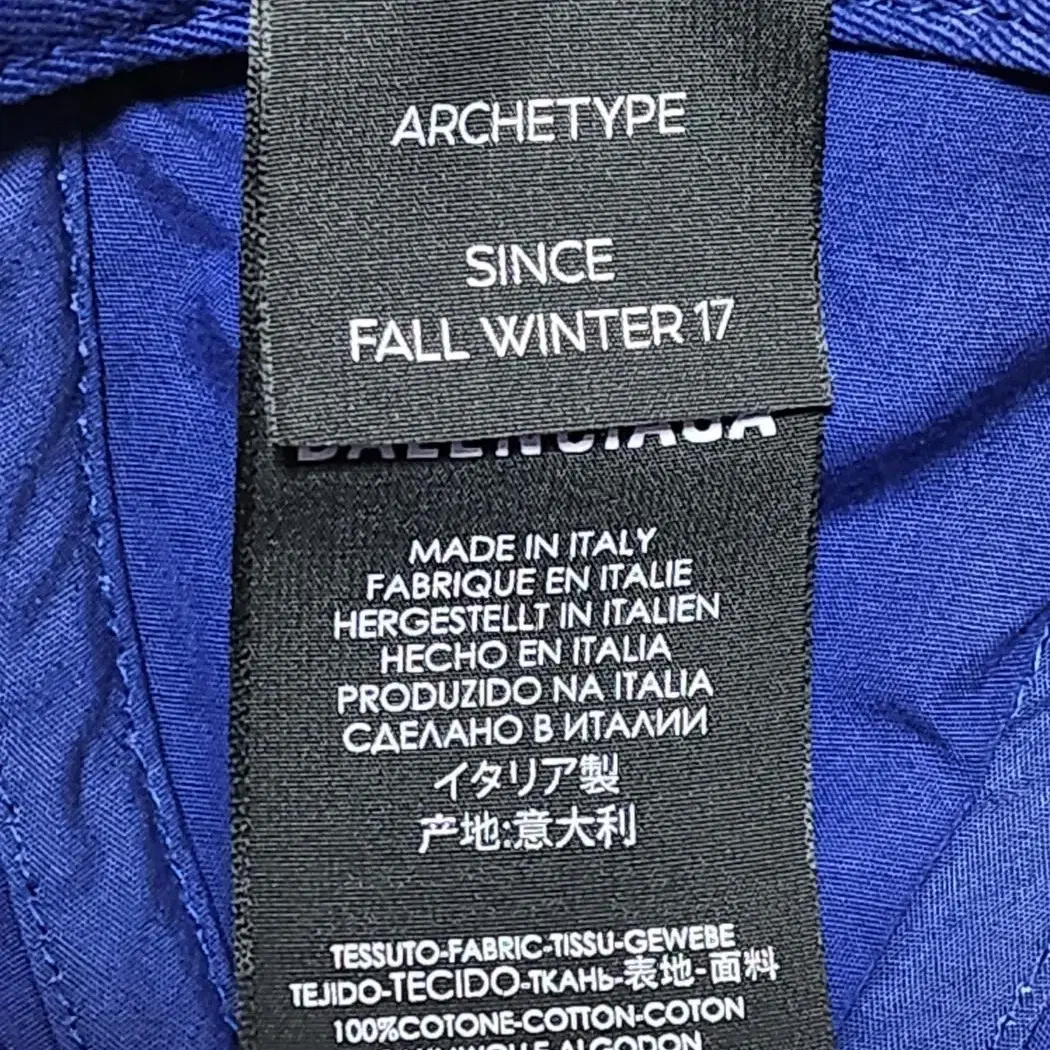 ARCHETYPE
SINCE
FALL WINTER 17
BALENCIAGA
MADE IN ITALY
FABRIQUE EN ITALIE
HERGESTELLT IN ITALIEN
HECHO EN ITALIA
PRODUZIDO NA ITALIA
СДЕЛАНО В ИТАЛИИ
イタリア製
产地:意大利
TESSUTO-FABRIC-TISSU-GEWEBE
TEJIDO-TECIDO-ТКАНЬ-表地-面料
100%COTONE-COTTON-COTON
ALGODON